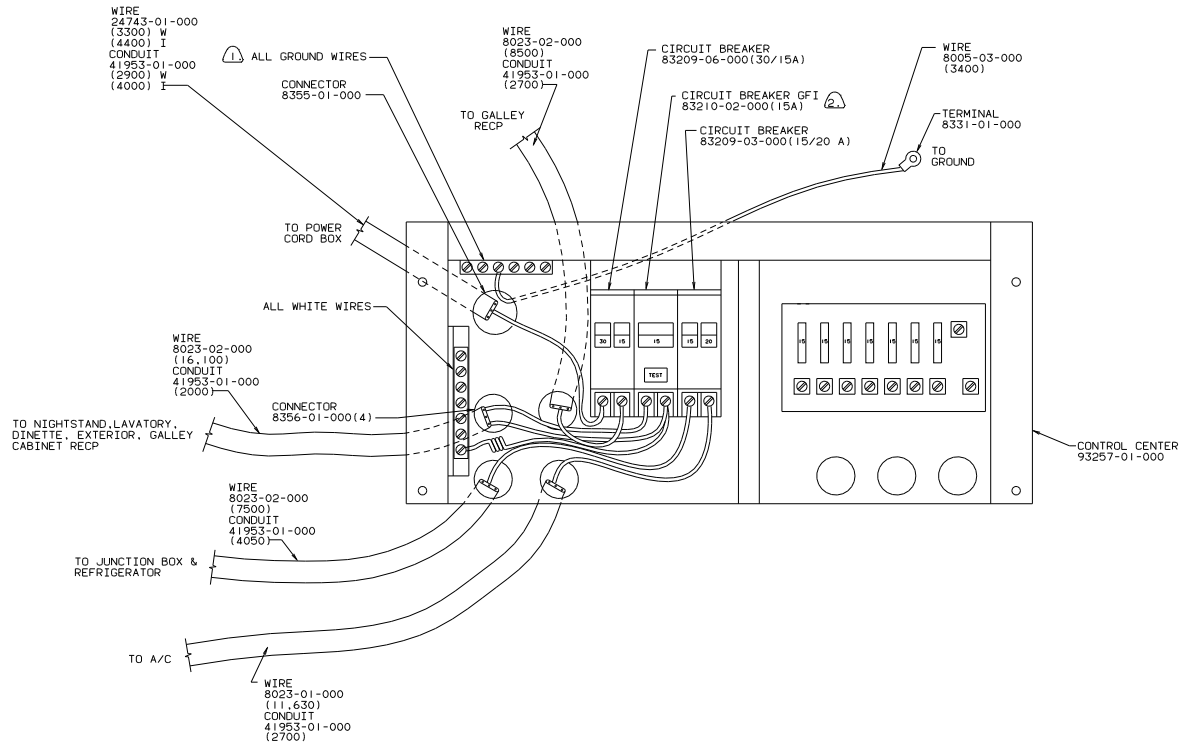 WIRE
24743-01-000
(3300) W
(4400) I
CONDUIT
41953-01-000
(2900) W
(4000) I
1. ALL GROUND WIRES
CONNECTOR
8355-01-000
WIRE
8023-02-000
(8500)
CONDUIT
41953-01-000
(2700)
TO GALLEY
RECP
CIRCUIT BREAKER
83209-06-000(30/15A)
CIRCUIT BREAKER GFI 2.
83210-02-000(15A)
CIRCUIT BREAKER
83209-03-000(15/20 A)
WIRE
8005-03-000
(3400)
TERMINAL
8331-01-000
TO
GROUND
TO POWER
CORD BOX
ALL WHITE WIRES
30 15 15 15 20
TEST
15 15 15 15 15 15 15
WIRE
8023-02-000
(16,100)
CONDUIT
41953-01-000
(2000)
CONNECTOR
8356-01-000(4)
TO NIGHTSTAND,LAVATORY,
DINETTE, EXTERIOR, GALLEY
CABINET RECP
CONTROL CENTER
93257-01-000
WIRE
8023-02-000
(7500)
CONDUIT
41953-01-000
(4050)
TO JUNCTION BOX &
REFRIGERATOR
TO A/C
WIRE
8023-01-000
(11,630)
CONDUIT
41953-01-000
(2700)